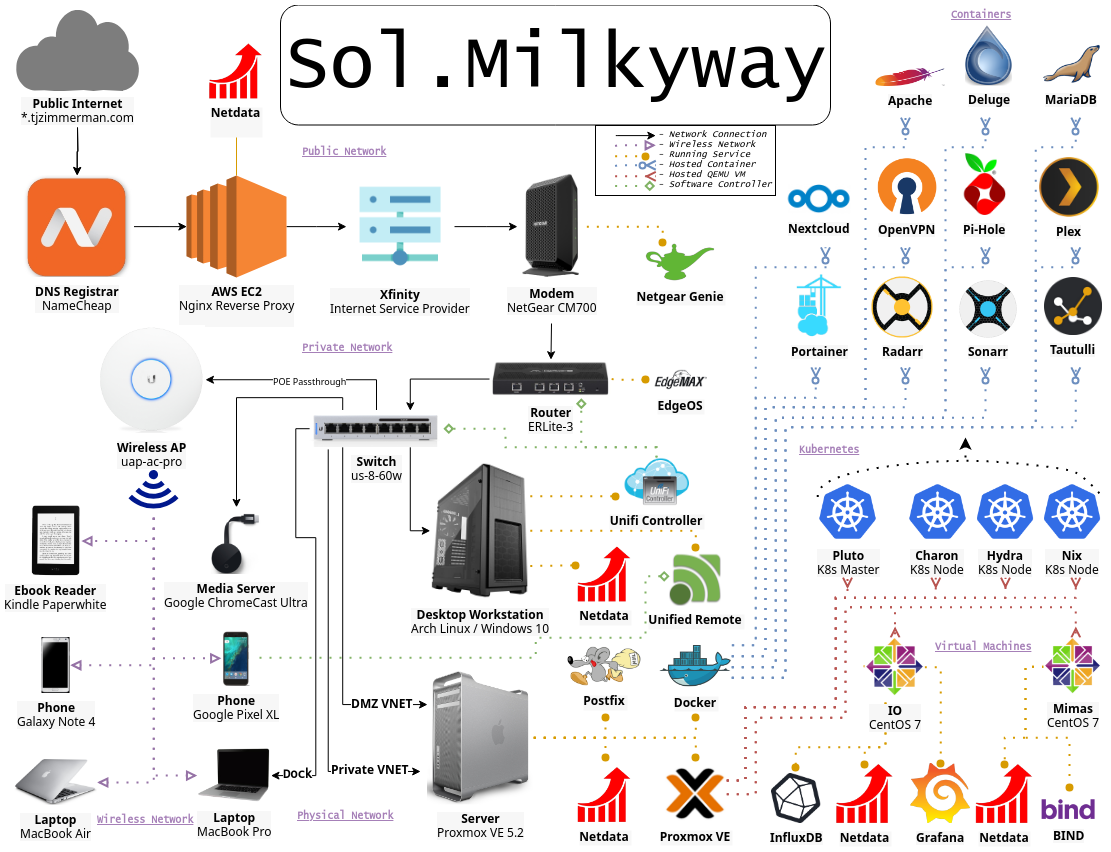 Sol.Milkyway
Containers
Public Internet
*.tjzimmerman.com
Netdata
Apache
Deluge
MariaDB
- Network Connection
- Wireless Network
- Running Service
- Hosted Container
- Hosted QEMU VM
- Software Controller
Public Network
Nextcloud
OpenVPN
Pi-Hole
Plex
DNS Registrar
NameCheap
AWS EC2
Nginx Reverse Proxy
Xfinity
Internet Service Provider
NETGEAR
Modem
NetGear CM700
Netgear Genie
Portainer
Radarr
Sonarr
Tautulli
Private Network
POE Passthrough
EdgeMAX
Router
ERLite-3
EdgeOS
Wireless AP
uap-ac-pro
Switch
us-8-60w
Kubernetes
UniFi
Controller
Unifi Controller
Pluto
K8s Master
Charon
K8s Node
Hydra
K8s Node
Nix
K8s Node
Ebook Reader
Kindle Paperwhite
Media Server
Google ChromeCast Ultra
Desktop Workstation
Arch Linux / Windows 10
Netdata
Unified Remote
Virtual Machines
Phone
Galaxy Note 4
Phone
Google Pixel XL
DMZ VNET
Postfix
Docker
IO
CentOS 7
Mimas
CentOS 7
Private VNET
Dock
Laptop
MacBook Air
Wireless Network
Laptop
MacBook Pro
Physical Network
Server
Proxmox VE 5.2
Netdata
Proxmox VE
InfluxDB
Netdata
Grafana
Netdata
bind
BIND